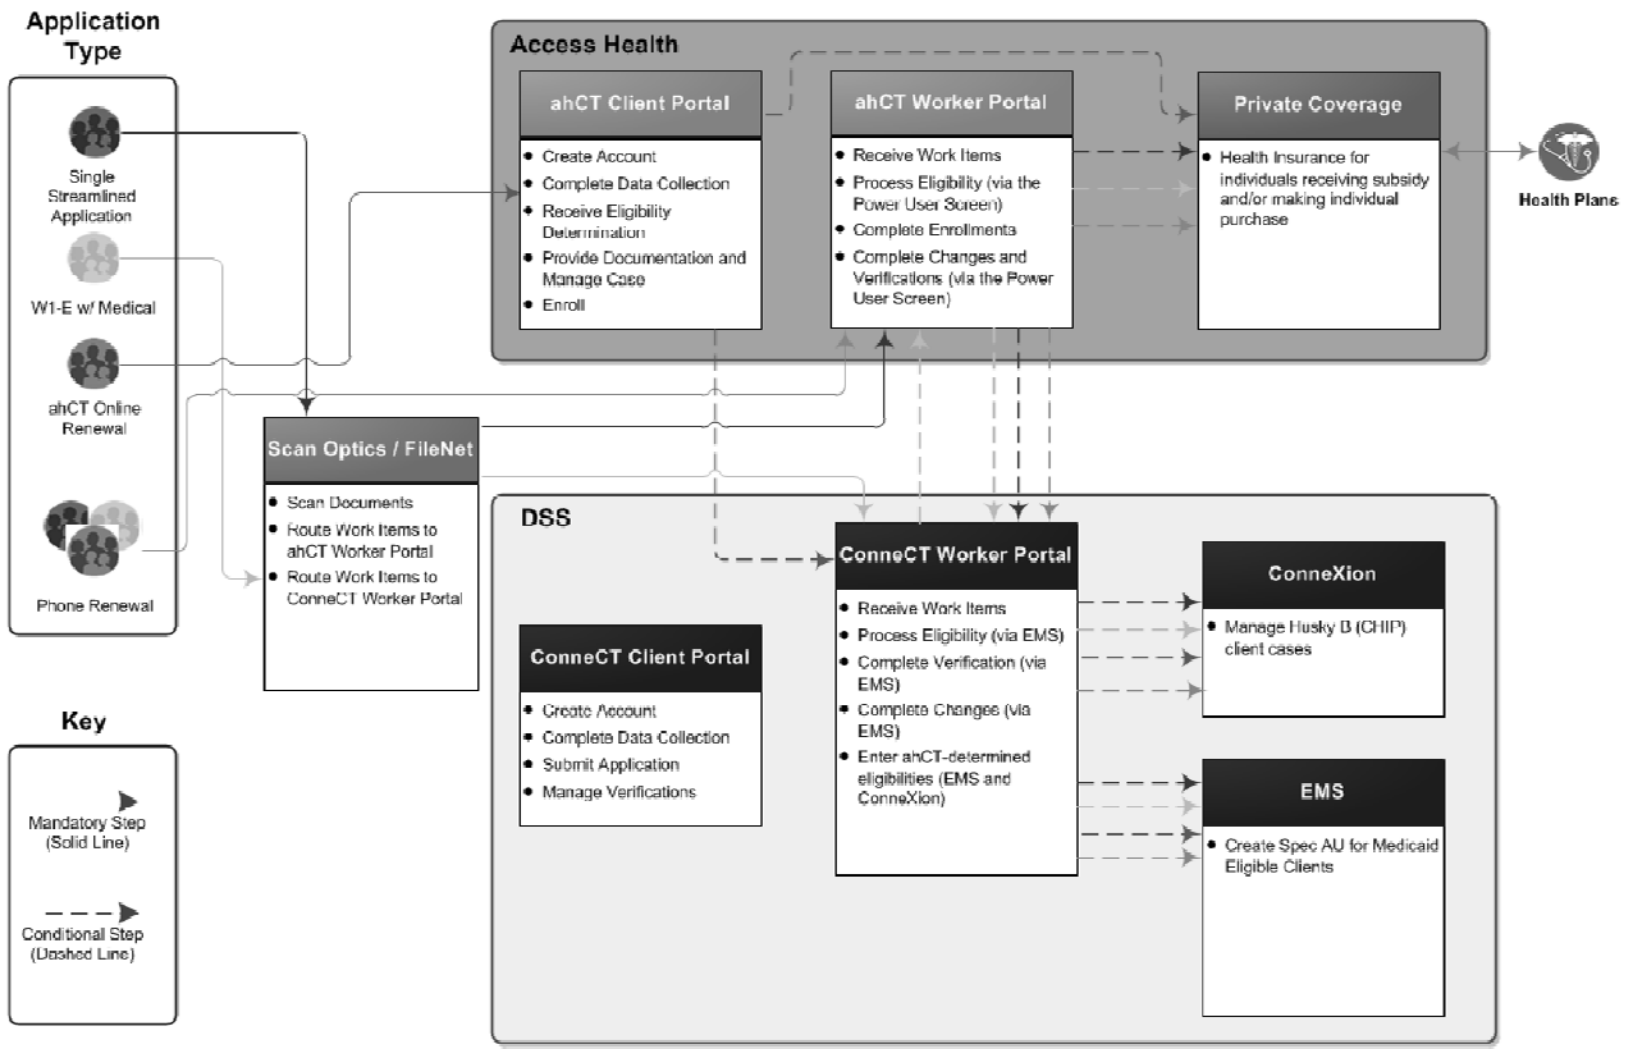 Application
Type
Single
Streamlined
Application
W1-E w/ Medical
ahCT Online
Renewal
Phone Renewal
Key
Mandatory Step
(Solid Line)
Conditional Step
(Dashed Line)
Scan Optics / FileNet
• Scan Documents
• Route Work Items to
ahCT Worker Portal
• Route Work Items to
ConneCT Worker Portal
Access Health
ahCT Client Portal
• Create Account
• Complete Data Collection
• Receive Eligibility
Determination
• Provide Documentation and
Manage Case
• Enroll
ahCT Worker Portal
• Receive Work Items
• Process Eligibility (via the
Power User Screen)
• Complete Enrollments
• Complete Changes and
Verifications (via the Power
User Screen)
Private Coverage
• Health Insurance for
individuals receiving subsidy
and/or making individual
purchase
Health Plans
DSS
ConneCT Client Portal
• Create Account
• Complete Data Collection
• Submit Application
• Manage Verifications
ConneCT Worker Portal
• Receive Work Items
• Process Eligibility (via EMS)
• Complete Verification (via
EMS)
• Complete Changes (via
EMS)
• Enter ahCT-determined
eligibilities (EMS and
ConneXion)
ConneXion
• Manage Husky B (CHIP)
client cases
EMS
• Create Spec AU for Medicaid
Eligible Clients